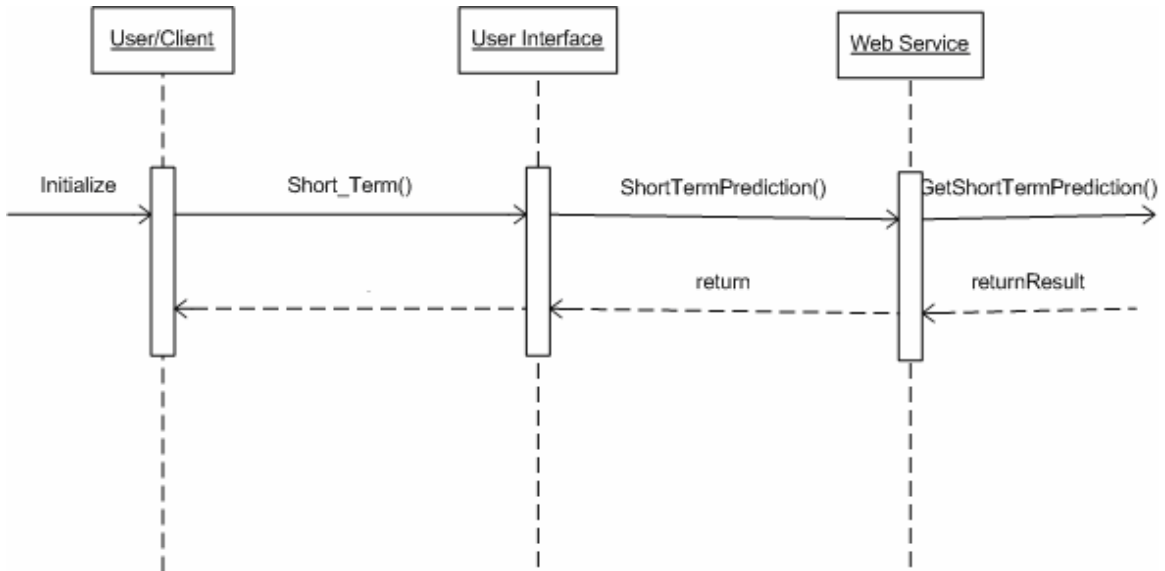 User/Client
User Interface
Web Service
Initialize
Short_Term()
ShortTermPrediction()
GetShortTermPrediction()
return
returnResult